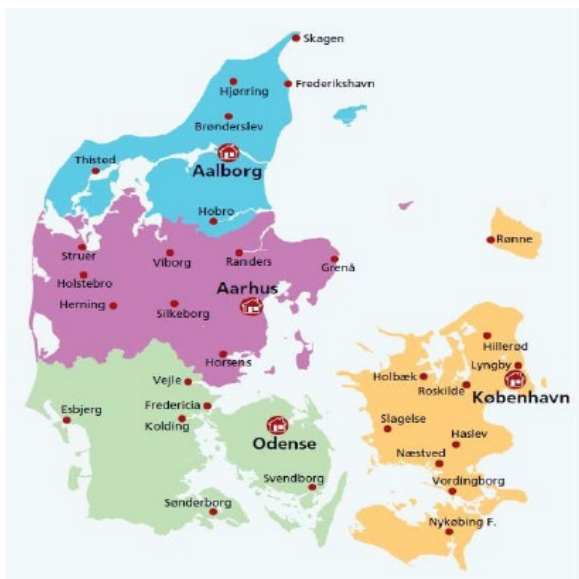 Skagen
Hjørring
Frederikshavn
Brønderslev
Thisted
Aalborg
Hobro
Rønne
Struer
Viborg
Randers
Grenå
Holstebro
Aarhus
Herning
Silkeborg
Hillerød
Horsens
Lyngby
Holbæk
Roskilde
København
Vejle
Esbjerg
Fredericia
Kolding
Slagelse
Odense
Haslev
Næstved
Svendborg
Vordingborg
Sønderborg
Nykøbing F.